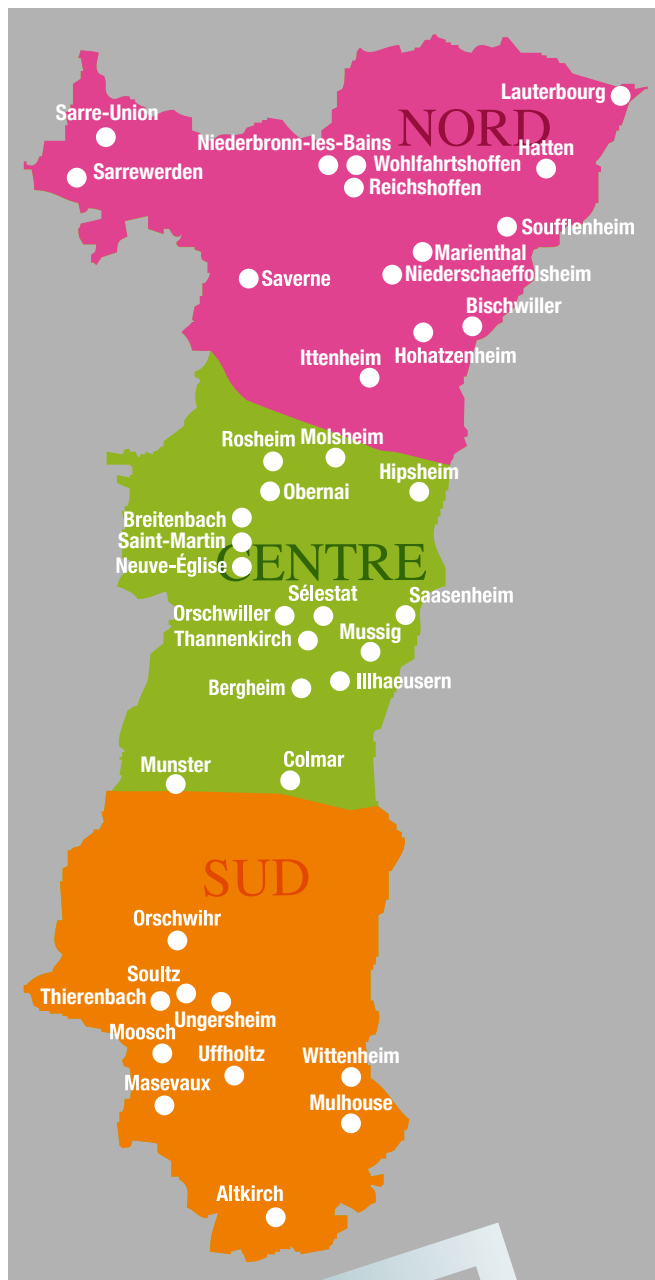 Lauterbourg
Sarre-Union
NORD
Niederbronn-les-Bains
Hatten
Wohlfahrtshoffen
Sarrewerden
Reichshoffen
Soufflenheim
Marienthal
Niederschaeffolsheim
Saverne
Bischwiller
Hohatzenheim
Ittenheim
Rosheim
Molsheim
Hipsheim
Obernai
Breitenbach
Saint-Martin
CENTRE
Neuve-Église
Sélestat
Saasenheim
Orschwiller
Mussig
Thannenkirch
Illhaeusern
Bergheim
Colmar
Munster
SUD
Orschwihr
Soultz
Thierenbach
Ungersheim
Moosch
Uffholtz
Wittenheim
Masevaux
Mulhouse
Altkirch